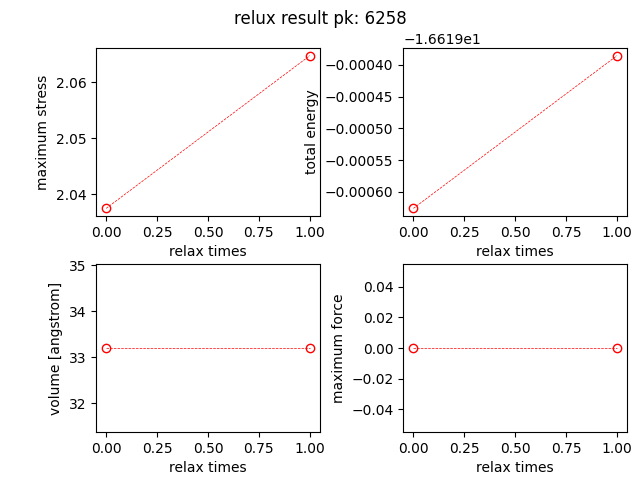 relux result pk: 6258
−1.6619e1
maximum stress
2.06
2.05
2.04
0.00 0.25 0.50 0.75 1.00
relax times
total energy
−0.00040
−0.00045
−0.00050
−0.00055
−0.00060
0.00 0.25 0.50 0.75 1.00
relax times
volume [angstrom]
35
34
33
32
0.00 0.25 0.50 0.75 1.00
relax times
maximum force
0.04
0.02
0.00
−0.02
−0.04
0.00 0.25 0.50 0.75 1.00
relax times